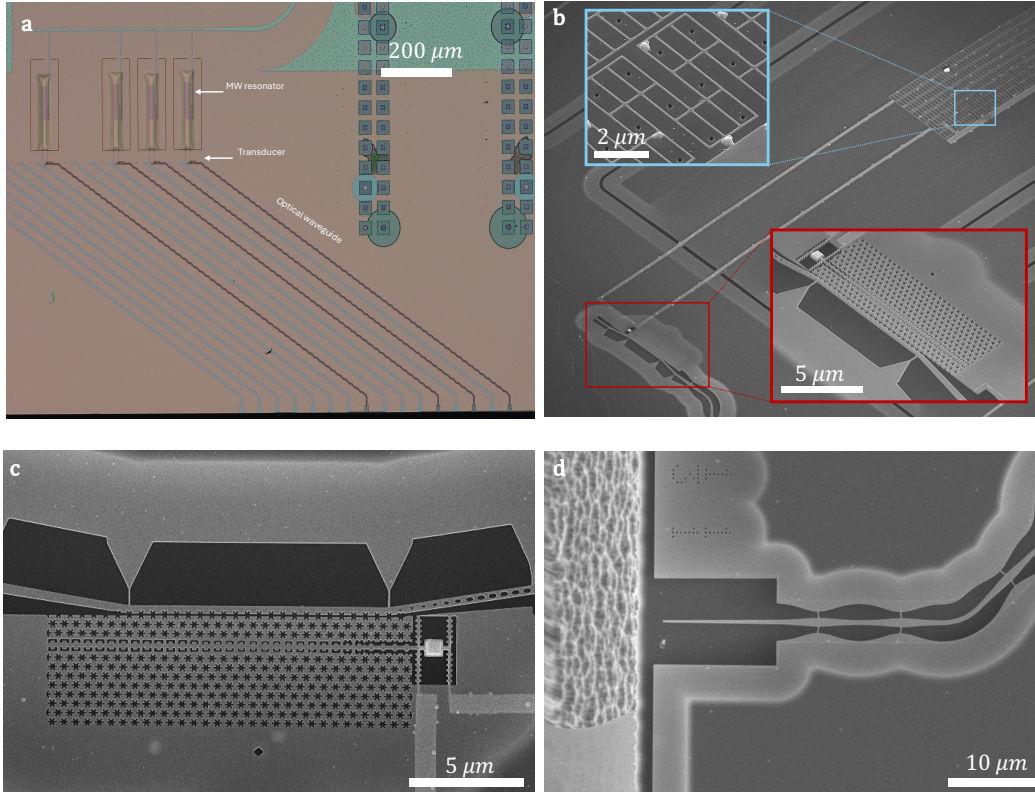 a
200 μm
MW resonator
Transducer
Optical waveguide
b
2 μm
5 μm
c
5 μm
d
10 μm